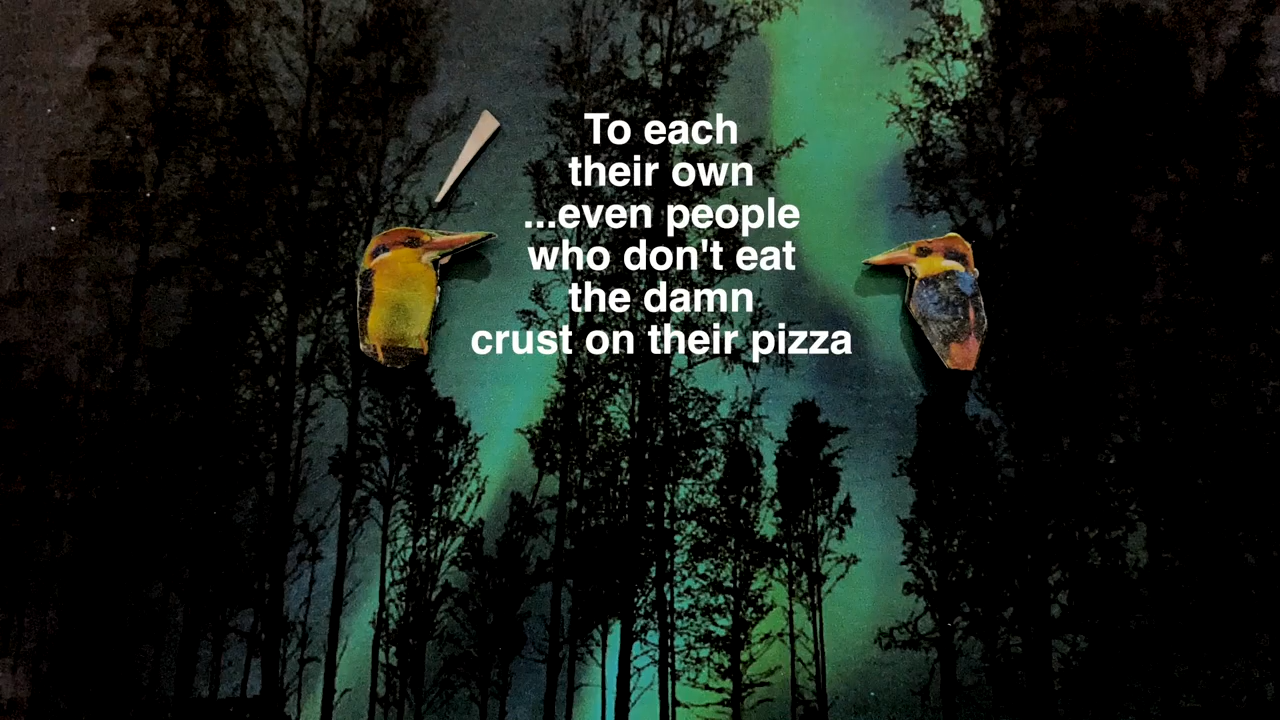 To each
their own
...even people
who don't eat
the damn
crust on their pizza